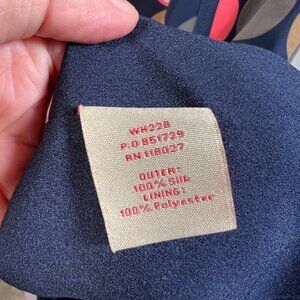 WH228
P.O 851729
RN 118027
OUTER:
100% Silk
LINING:
100% Polyester